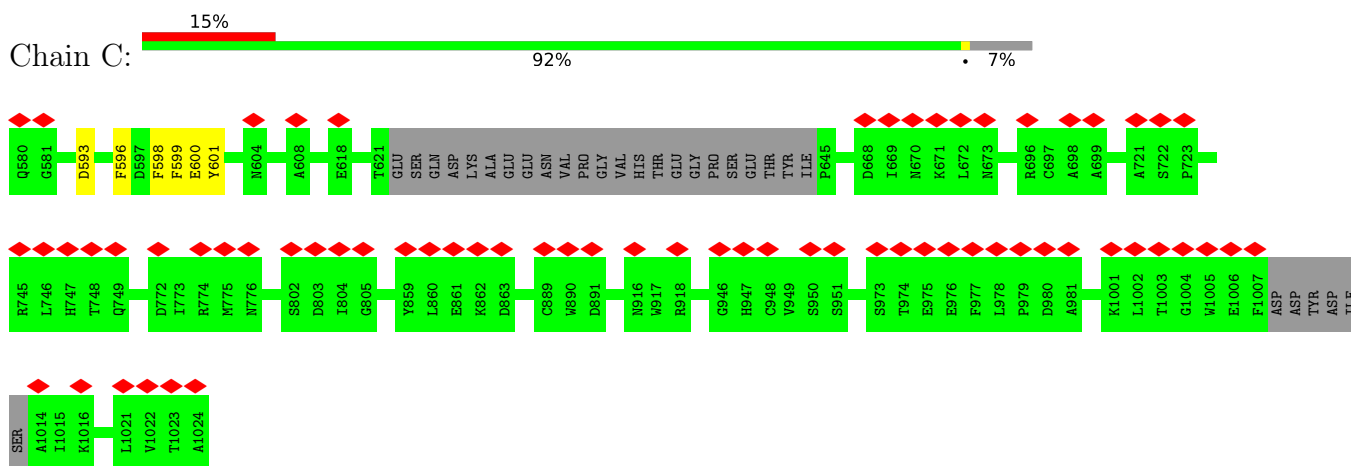 15%
Chain C:
92% • 7%
Q580 G581 D593 F596 D597 F598 F599 E600 Y601 N604 A608 E618 T621 GLU SER GLN ASP LYS ALA GLU GLU ASN VAL PRO GLY VAL HIS THR GLU GLY PRO SER GLU THR TYR ILE P645 D668 I669 N670 K671 L672 N673 R696 C697 A698 A699 A721 S722 P723
R745 L746 H747 T748 Q749 D772 I773 R774 M775 N776 S802 D803 I804 G805 Y859 L860 E861 K862 D863 C889 W890 D891 N916 W917 R918 G946 H947 C948 V949 S950 S951 S973 T974 E975 E976 F977 L978 P979 D980 A981 K1001 L1002 T1003 G1004 W1005 E1006 F1007 ASP ASP TYR ASP ILE
SER A1014 I1015 K1016 L1021 V1022 T1023 A1024